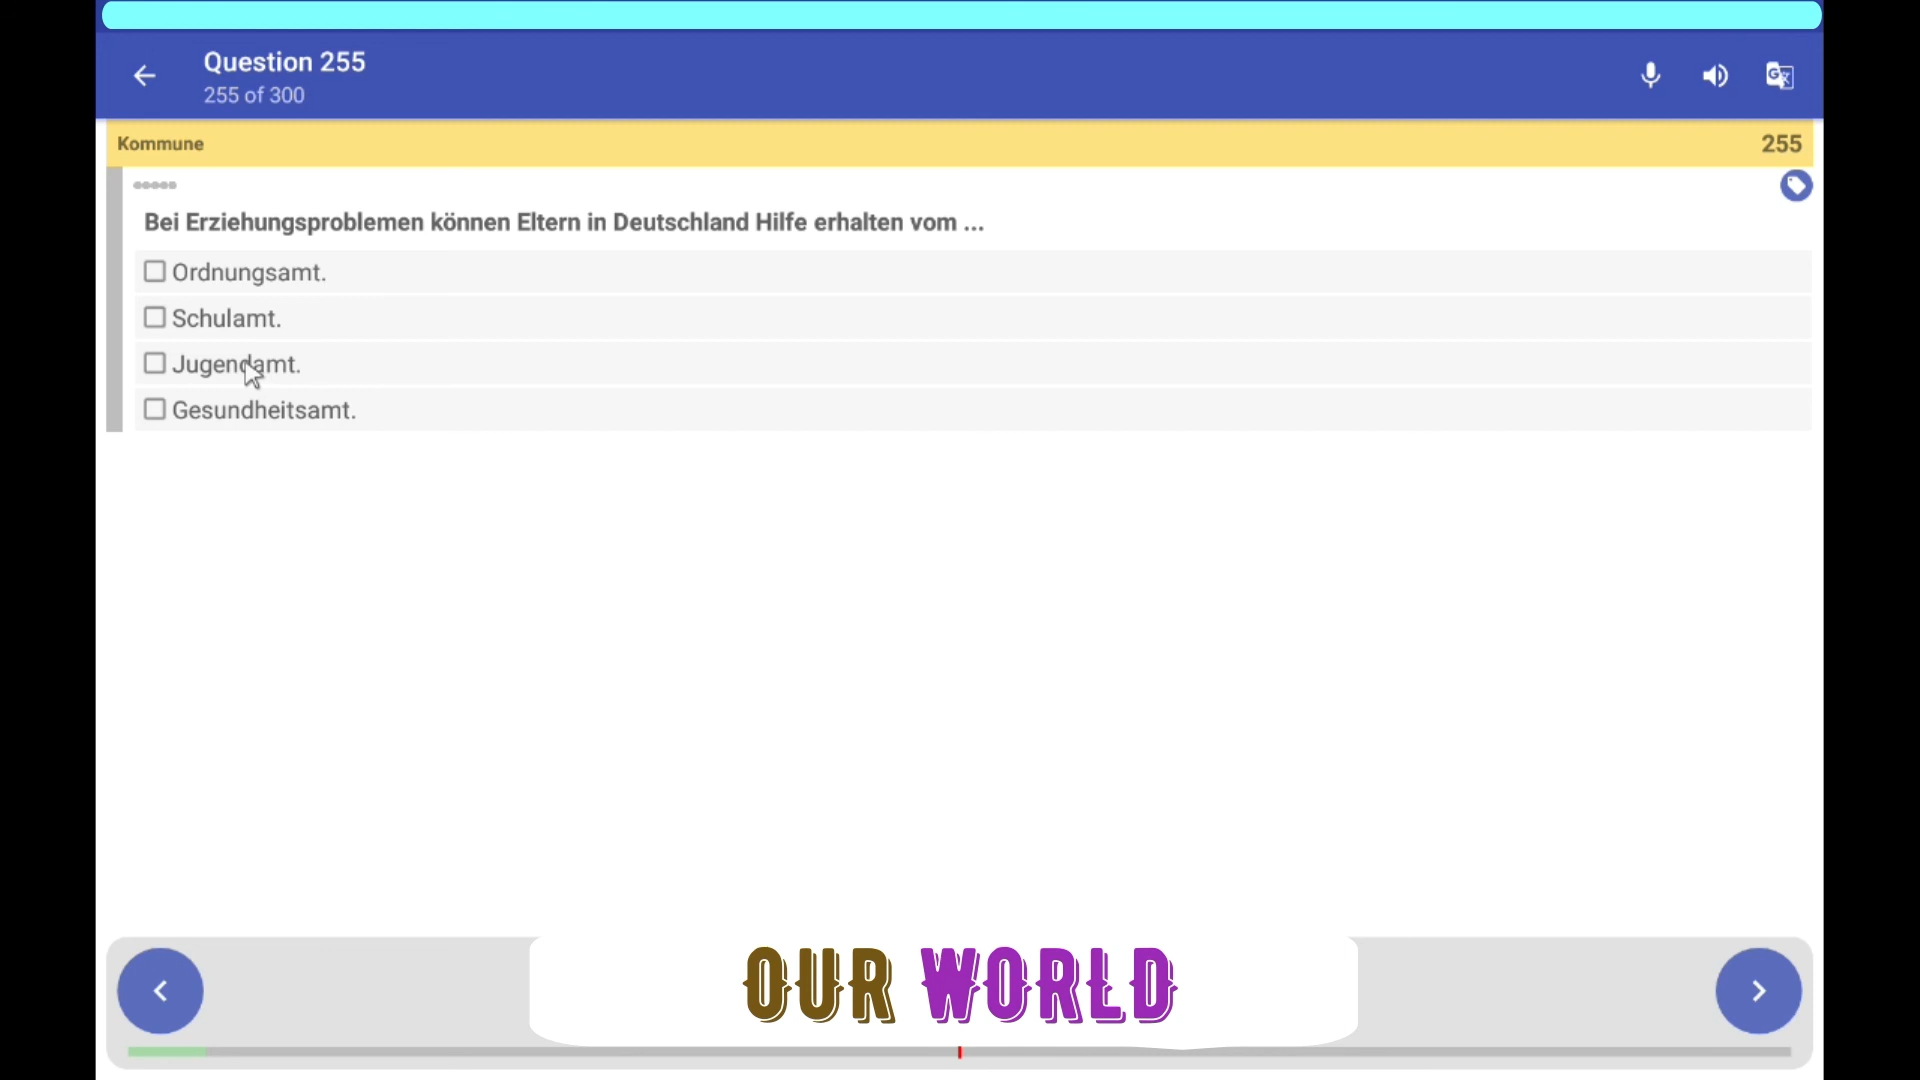 Question 255
255 of 300
Kommune
255
Bei Erziehungsproblemen können Eltern in Deutschland Hilfe erhalten vom ...
Ordnungsamt.
Schulamt.
Jugendamt.
Gesundheitsamt.
OUR WORLD